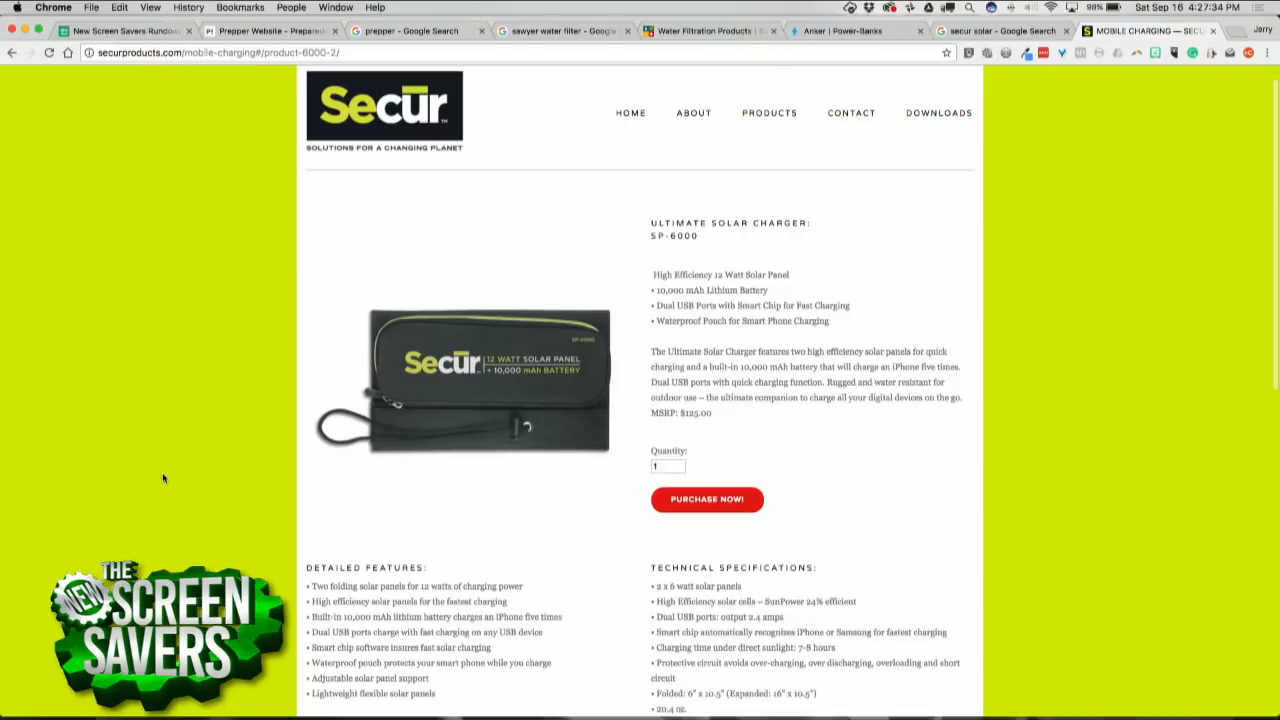 Chrome File Edit View History Bookmarks People Window Help 98% Sat Sep 16 4:27:34 PM
New Screen Savers Rundow Prepper Website - Prepared prepper - Google Search sawyer water filter - Google Water Filtration Products | S Anker | Power-Banks secur solar - Google Search MOBILE CHARGING — SECU Jerry
securproducts.com/mobile-charging#/product-6000-2/
Secur™
SOLUTIONS FOR A CHANGING PLANET
HOME ABOUT PRODUCTS CONTACT DOWNLOADS
ULTIMATE SOLAR CHARGER:
SP-6000
High Efficiency 12 Watt Solar Panel
• 10,000 mAh Lithium Battery
• Dual USB Ports with Smart Chip for Fast Charging
• Waterproof Pouch for Smart Phone Charging
The Ultimate Solar Charger features two high efficiency solar panels for quick
charging and a built-in 10,000 mAh battery that will charge an iPhone five times.
Dual USB ports with quick charging function. Rugged and water resistant for
outdoor use – the ultimate companion to charge all your digital devices on the go.
MSRP: $125.00
SP-6000
Secūr 12 WATT SOLAR PANEL
+ 10,000 mAh BATTERY
Quantity:
1
PURCHASE NOW!
DETAILED FEATURES:
• Two folding solar panels for 12 watts of charging power
• High efficiency solar panels for the fastest charging
• Built-in 10,000 mAh lithium battery charges an iPhone five times
• Dual USB ports charge with fast charging on any USB device
• Smart chip software insures fast solar charging
• Waterproof pouch protects your smart phone while you charge
• Adjustable solar panel support
• Lightweight flexible solar panels
TECHNICAL SPECIFICATIONS:
• 2 x 6 watt solar panels
• High Efficiency solar cells – SunPower 24% efficient
• Dual USB ports: output 2.4 amps
• Smart chip automatically recognizes iPhone or Samsung for fastest charging
• Charging time under direct sunlight: 7-8 hours
• Protective circuit avoids over-charging, over discharging, overloading and short
circuit
• Folded: 6" x 10.5" (Expanded: 16" x 10.5")
• 20.4 oz.
THE
NEW SCREEN
SAVERS